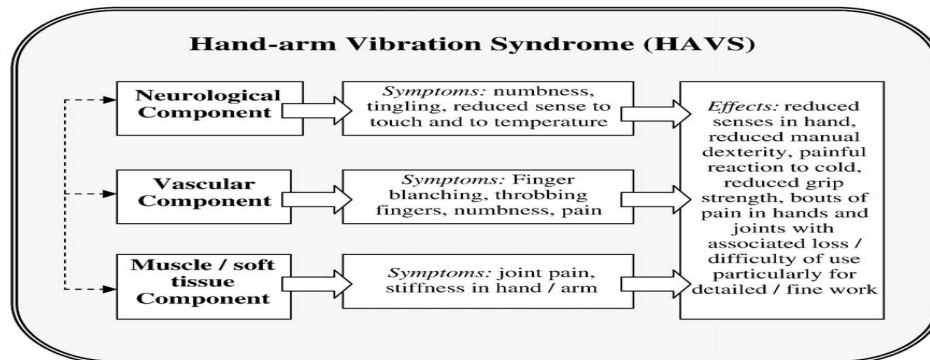 Hand-arm Vibration Syndrome (HAVS)
Neurological
Component
Symptoms: numbness,
tingling, reduced sense to
touch and to temperature
Vascular
Component
Symptoms: Finger
blanching, throbbing
fingers, numbness, pain
Muscle / soft
tissue
Component
Symptoms: joint pain,
stiffness in hand / arm
Effects: reduced
senses in hand,
reduced manual
dexterity, painful
reaction to cold,
reduced grip
strength, bouts of
pain in hands and
joints with
associated loss /
difficulty of use
particularly for
detailed / fine work